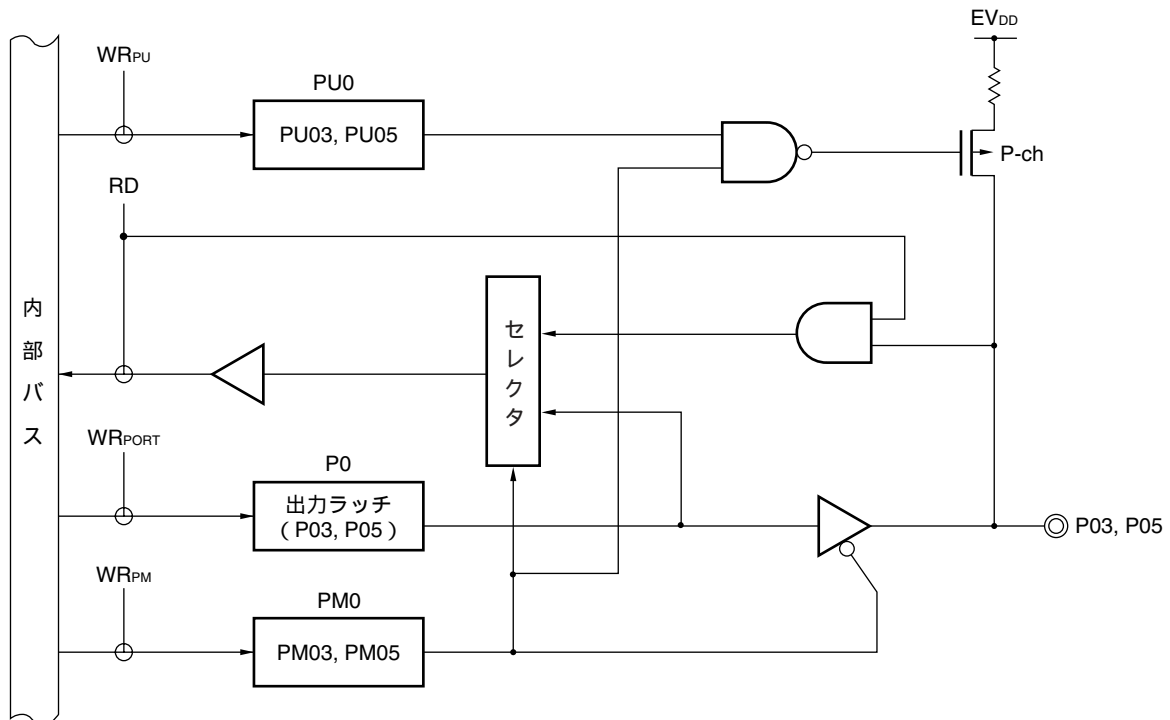 EVDD
WRPU
PU0
PU03, PU05
P-ch
RD
内部バス
セレクタ
WRPORT
P0
出力ラッチ
( P03, P05 )
P03, P05
WRPM
PM0
PM03, PM05